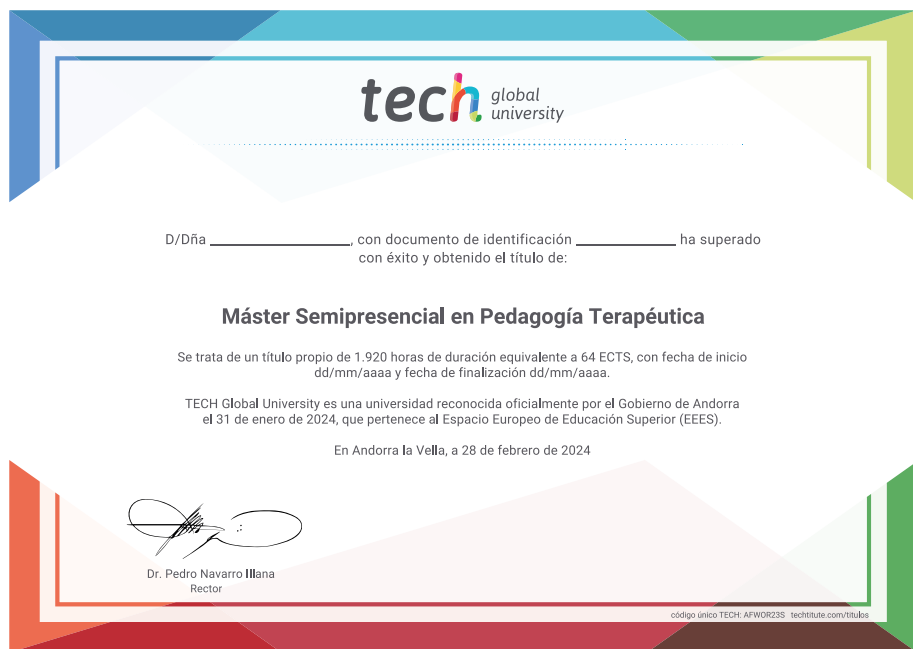 tech global university
D/Dña ____________________, con documento de identificación ______________ ha superado
con éxito y obtenido el título de:
Máster Semipresencial en Pedagogía Terapéutica
Se trata de un título propio de 1.920 horas de duración equivalente a 64 ECTS, con fecha de inicio
dd/mm/aaaa y fecha de finalización dd/mm/aaaa.
TECH Global University es una universidad reconocida oficialmente por el Gobierno de Andorra
el 31 de enero de 2024, que pertenece al Espacio Europeo de Educación Superior (EEES).
En Andorra la Vella, a 28 de febrero de 2024
Dr. Pedro Navarro Illana
Rector
código único TECH: AFWOR23S techtitute.com/titulos